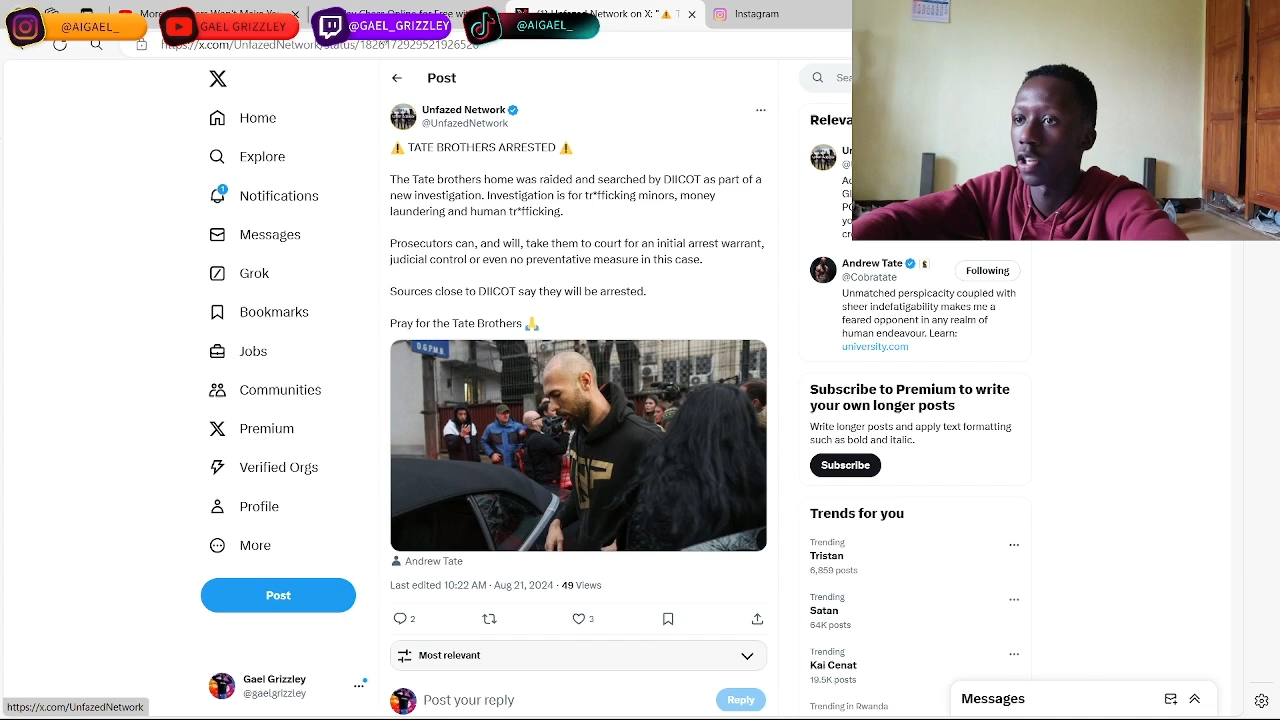 Instagram
@AIGAEL_
GAEL GRIZZLEY
@GAEL_GRIZZLEY
@AIGAEL_
Post
Home
Explore
1
Notifications
Messages
Grok
Bookmarks
Jobs
Communities
Premium
Verified Orgs
Profile
More
Post
Gael Grizzley
@gaelgrizzley
Unfazed Network
@UnfazedNetwork
⚠️ TATE BROTHERS ARRESTED ⚠️
The Tate brothers home was raided and searched by DIICOT as part of a
new investigation. Investigation is for tr*fficking minors, money
laundering and human tr*fficking.
Prosecutors can, and will, take them to court for an initial arrest warrant,
judicial control or even no preventative measure in this case.
Sources close to DIICOT say they will be arrested.
Pray for the Tate Brothers 🙏
Andrew Tate
Last edited 10:22 AM · Aug 21, 2024 · 49 Views
2
3
Most relevant
Post your reply
Reply
Sea
Releva
Andrew Tate
@Cobratate
Following
Unmatched perspicacity coupled with
sheer indefatigability makes me a
feared opponent in any realm of
human endeavour. Learn:
university.com
Subscribe to Premium to write
your own longer posts
Write longer posts and apply text formatting
such as bold and italic.
Subscribe
Trends for you
Trending
Tristan
6,859 posts
Trending
Satan
64K posts
Trending
Kai Cenat
19.5K posts
Trending in Rwanda
Messages